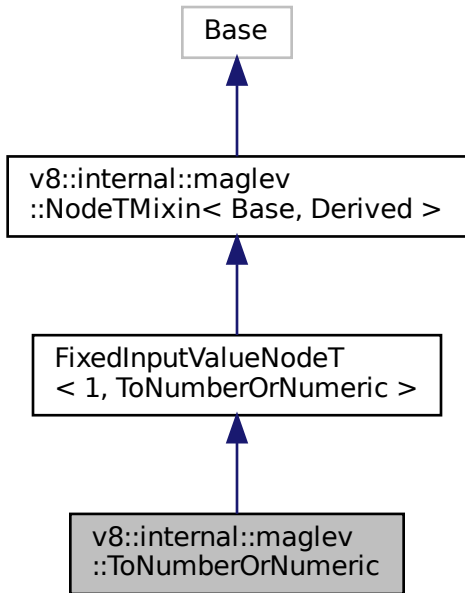 Base
v8::internal::maglev
::NodeTMixin< Base, Derived >
FixedInputValueNodeT
< 1, ToNumberOrNumeric >
v8::internal::maglev
::ToNumberOrNumeric